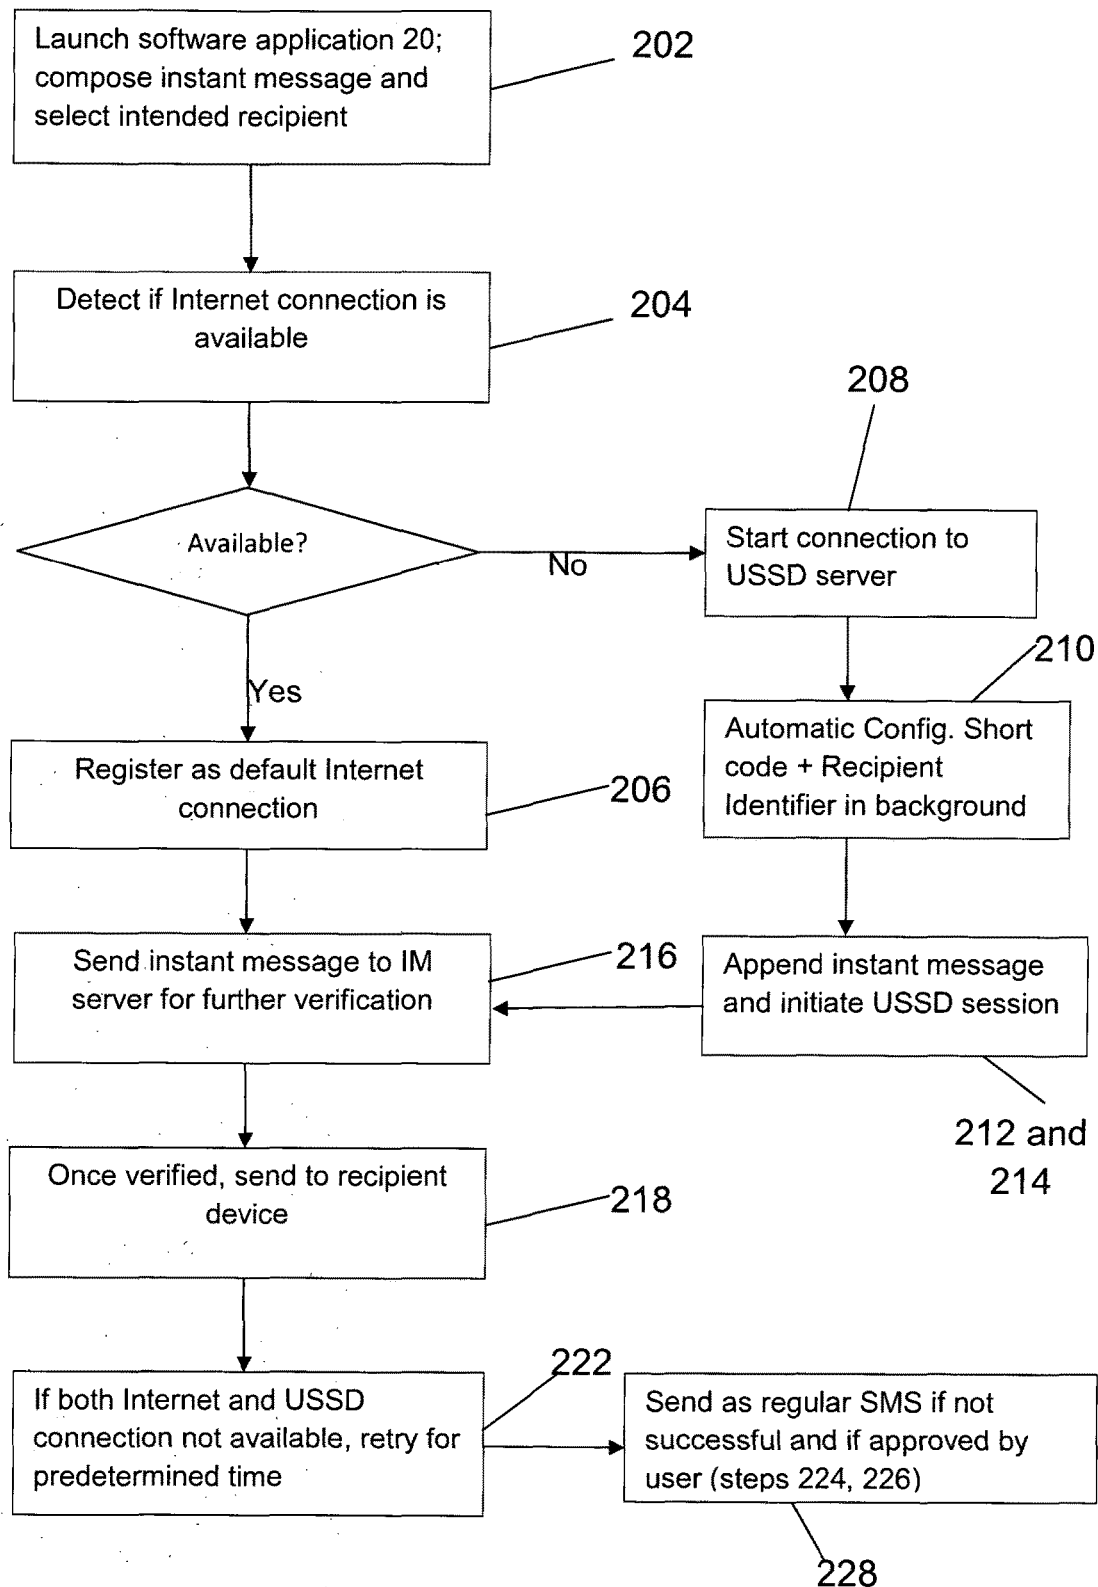 Launch software application 20;
compose instant message and
select intended recipient
202
Detect if Internet connection is
available
204
Available?
No
Yes
208
Start connection to
USSD server
210
Automatic Config. Short
code + Recipient
Identifier in background
Register as default Internet
connection
206
Send instant message to IM
server for further verification
216
Append instant message
and initiate USSD session
212 and
214
Once verified, send to recipient
device
218
If both Internet and USSD
connection not available, retry for
predetermined time
222
Send as regular SMS if not
successful and if approved by
user (steps 224, 226)
228